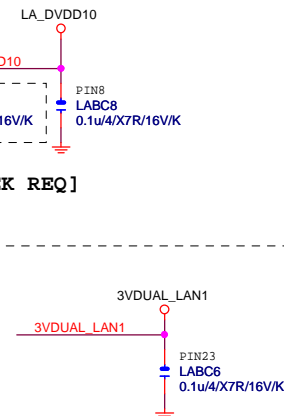 LA_DVDD10
D10
PIN8
LABC8
16V/K
0.1u/4/X7R/16V/K
K REQ]
3VDUAL_LAN1
3VDUAL_LAN1
PIN23
LABC6
0.1u/4/X7R/16V/K